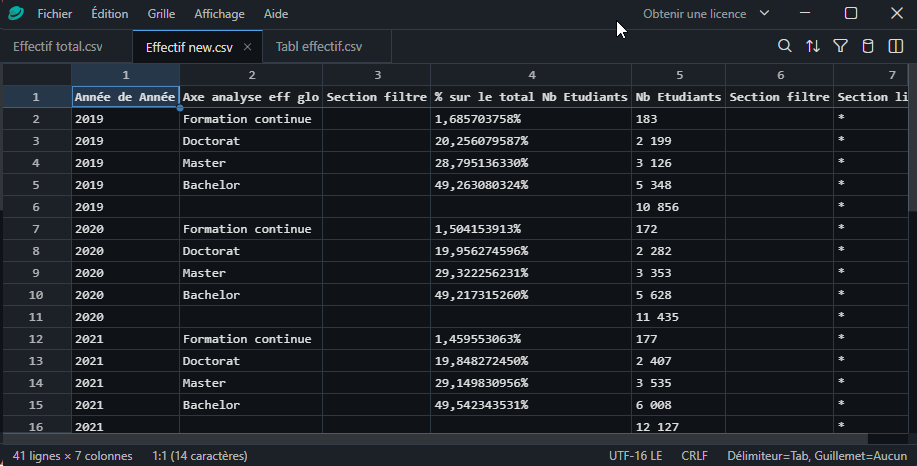 Fichier Édition Grille Affichage Aide Obtenir une licence
Effectif total.csv Effectif new.csv Tabl effectif.csv
1 2 3 4 5 6 7
1 Année de Année Axe analyse eff glo Section filtre % sur le total Nb Etudiants Nb Etudiants Section filtre Section li
2 2019 Formation continue 1,685703758% 183 *
3 2019 Doctorat 20,256079587% 2 199 *
4 2019 Master 28,795136330% 3 126 *
5 2019 Bachelor 49,263080324% 5 348 *
6 2019 10 856 *
7 2020 Formation continue 1,504153913% 172 *
8 2020 Doctorat 19,956274596% 2 282 *
9 2020 Master 29,322256231% 3 353 *
10 2020 Bachelor 49,217315260% 5 628 *
11 2020 11 435 *
12 2021 Formation continue 1,459553063% 177 *
13 2021 Doctorat 19,848272450% 2 407 *
14 2021 Master 29,149830956% 3 535 *
15 2021 Bachelor 49,542343531% 6 008 *
16 2021 12 127 *
41 lignes × 7 colonnes 1:1 (14 caractères) UTF-16 LE CRLF Délimiteur=Tab, Guillemet=Aucun